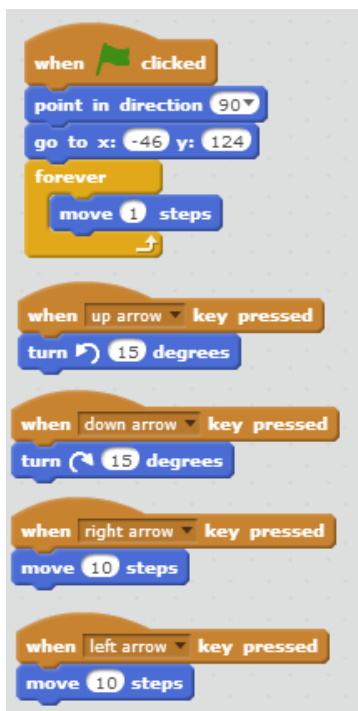 when clicked
point in direction 90
go to x: -46 y: 124
forever
move 1 steps
when up arrow key pressed
turn 15 degrees
when down arrow key pressed
turn 15 degrees
when right arrow key pressed
move 10 steps
when left arrow key pressed
move 10 steps